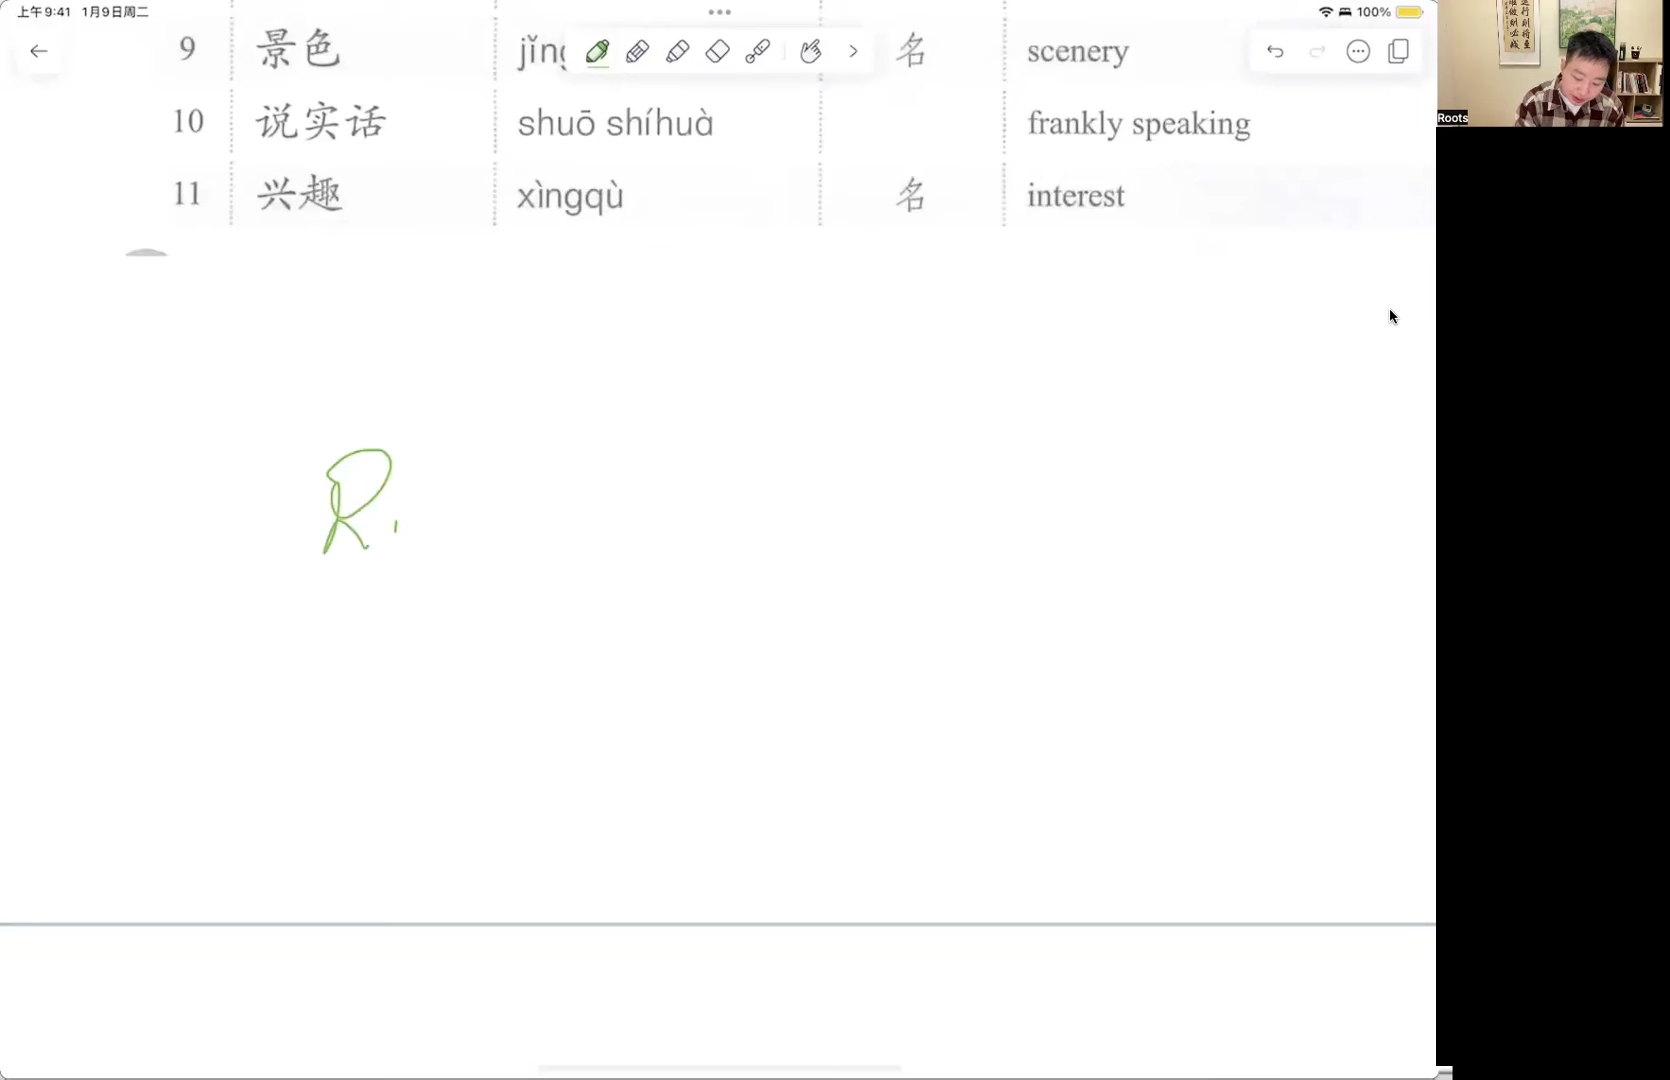 上午9:41 1月9日周二
100%
9 景色 jǐng 名 scenery
10 说实话 shuō shíhuà frankly speaking
11 兴趣 xìngqù 名 interest
R.
Roots